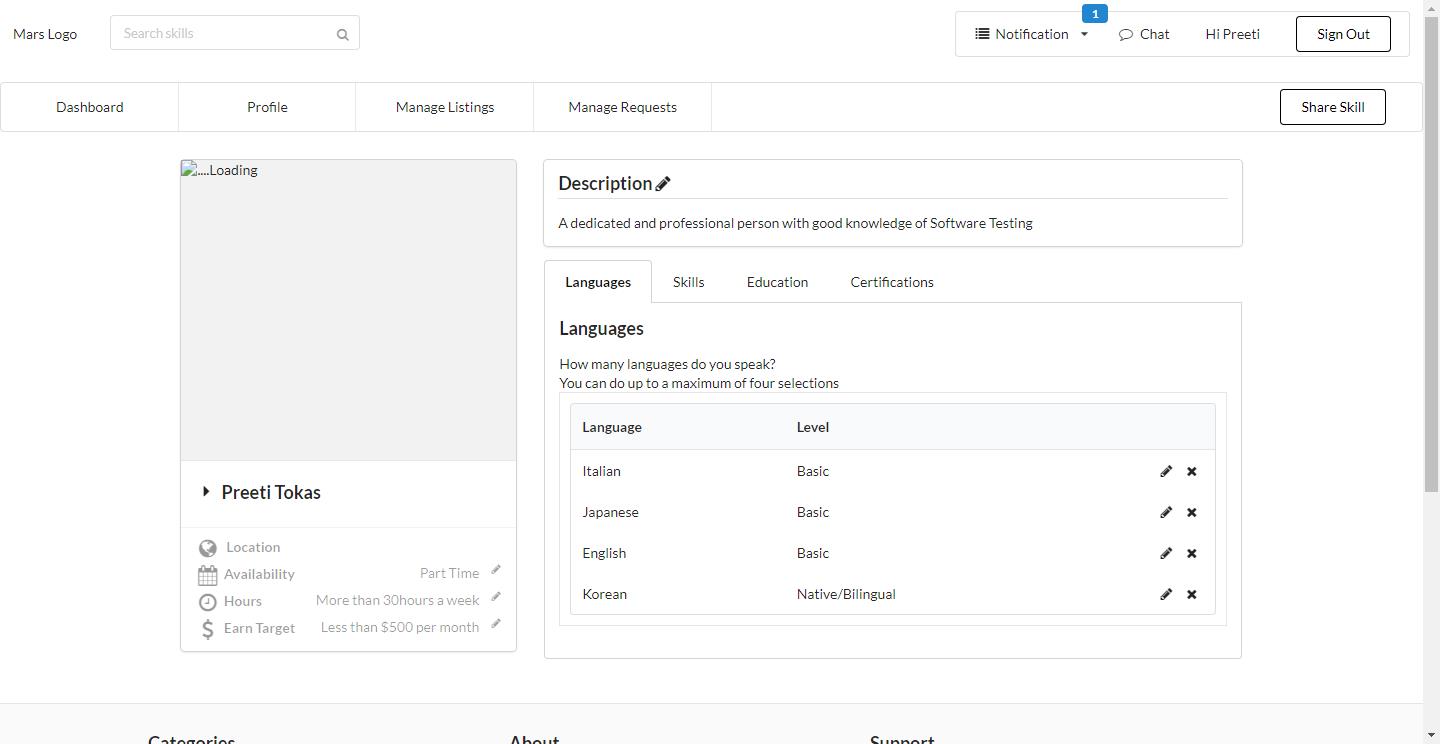 1
Mars Logo Search skills Notification Chat Hi Preeti Sign Out
Dashboard Profile Manage Listings Manage Requests Share Skill
....Loading
Description
A dedicated and professional person with good knowledge of Software Testing
Languages Skills Education Certifications
Languages
How many languages do you speak?
You can do up to a maximum of four selections
Language Level
Italian Basic
Japanese Basic
English Basic
Korean Native/Bilingual
Preeti Tokas
Location
Availability Part Time
Hours More than 30hours a week
Earn Target Less than $500 per month
Categories About Support